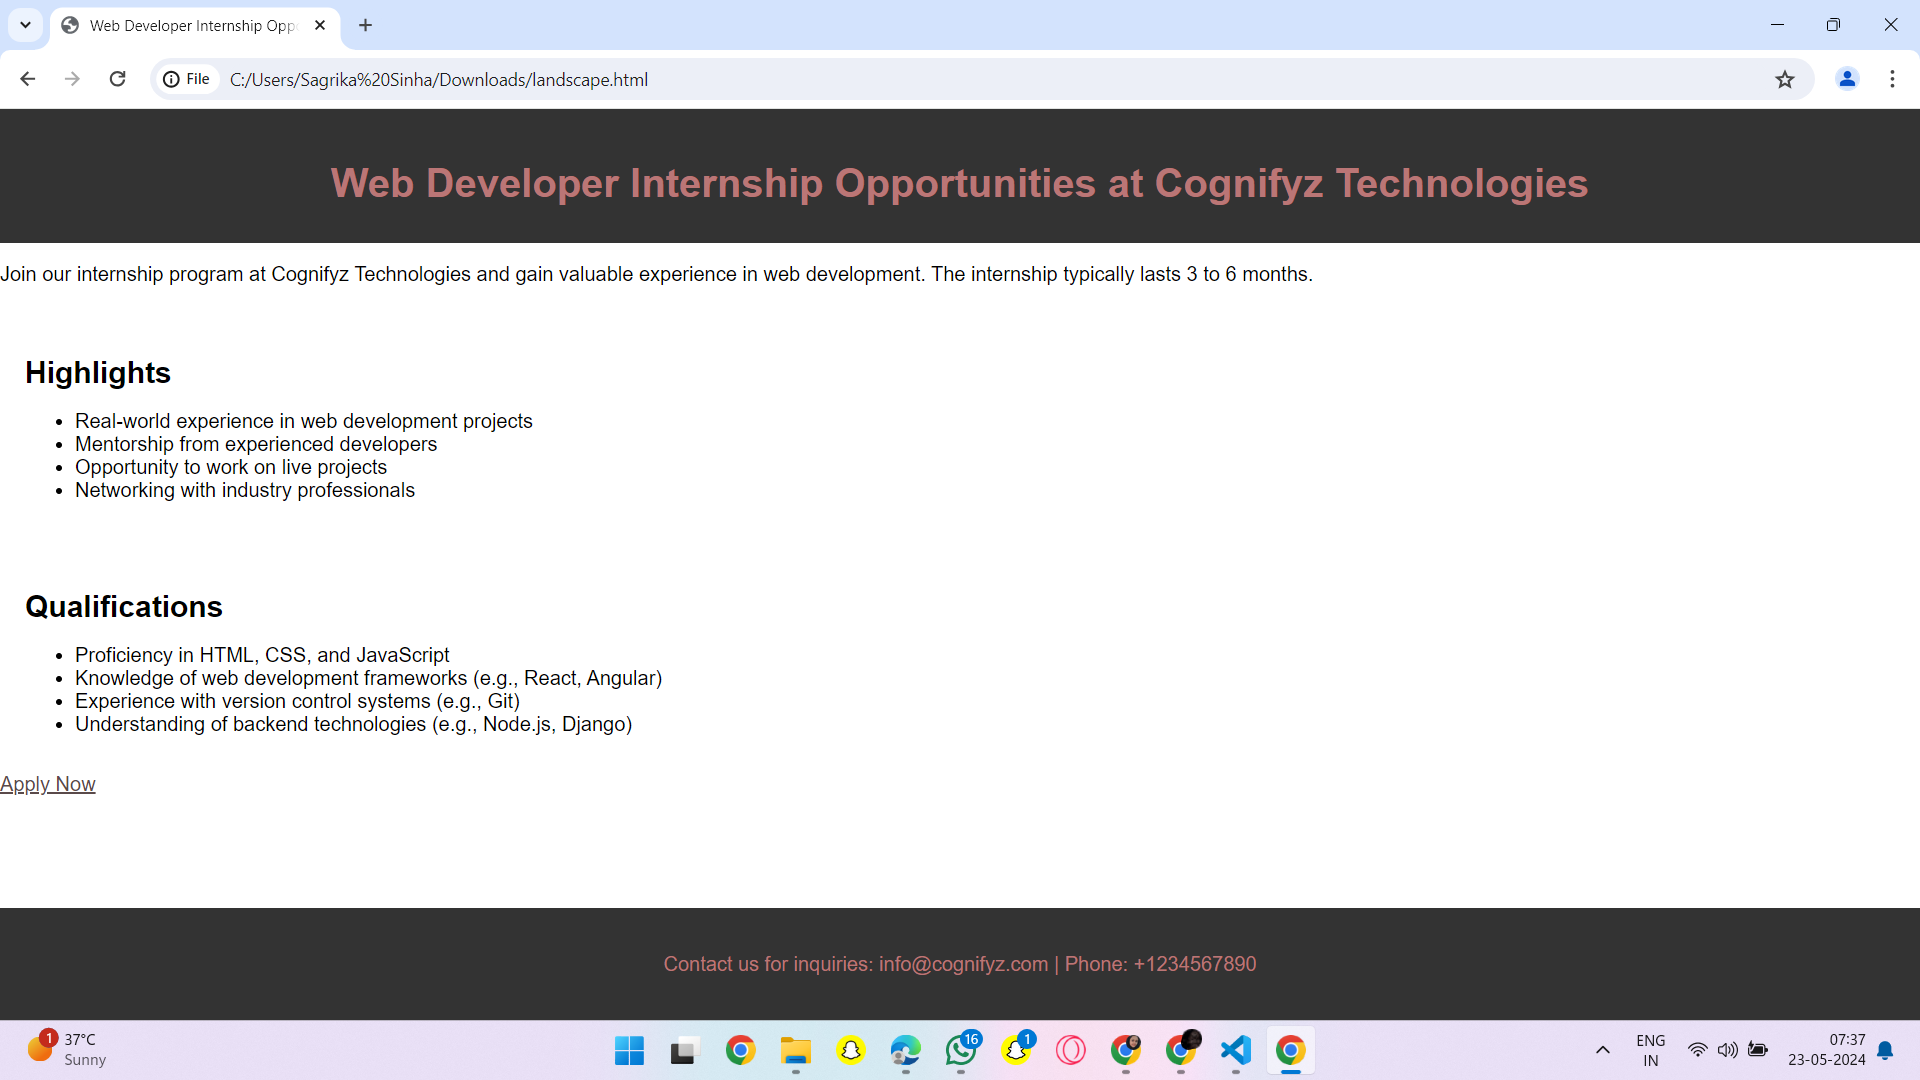 Web Developer Internship Opp
File
C:/Users/Sagrika%20Sinha/Downloads/landscape.html
Web Developer Internship Opportunities at Cognifyz Technologies
Join our internship program at Cognifyz Technologies and gain valuable experience in web development. The internship typically lasts 3 to 6 months.
Highlights
• Real-world experience in web development projects
• Mentorship from experienced developers
• Opportunity to work on live projects
• Networking with industry professionals
Qualifications
• Proficiency in HTML, CSS, and JavaScript
• Knowledge of web development frameworks (e.g., React, Angular)
• Experience with version control systems (e.g., Git)
• Understanding of backend technologies (e.g., Node.js, Django)
Apply Now
Contact us for inquiries: info@cognifyz.com | Phone: +1234567890
1
37°C
Sunny
16
1
ENG
IN
07:37
23-05-2024